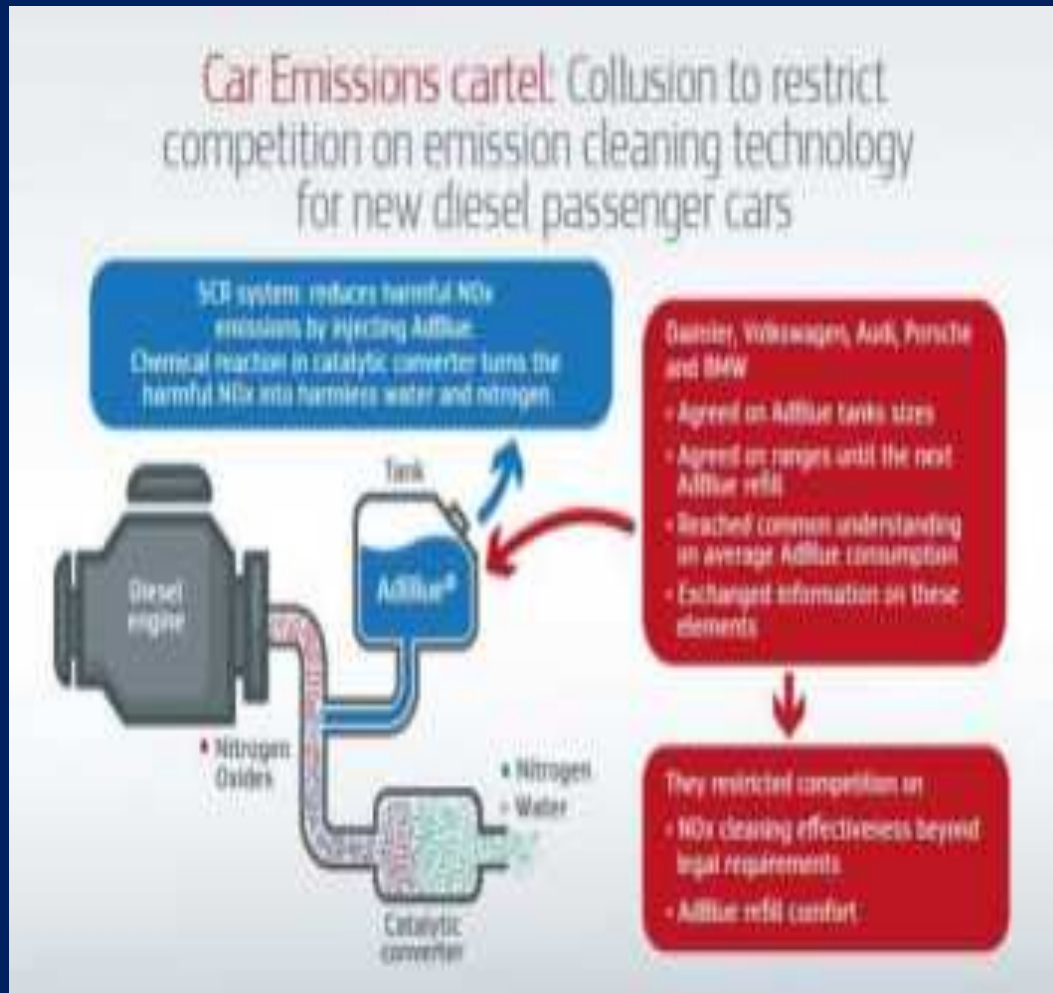 Car Emissions cartel: Collusion to restrict
competition on emission cleaning technology
for new diesel passenger cars
SCR system reduces harmful NOx
emissions by injecting AdBlue.
Chemical reaction in catalytic converter turns the
harmful NOx into harmless water and nitrogen
Daimler, Volkswagen, Audi, Porsche
and BMW
• Agreed on AdBlue tanks sizes
• Agreed on ranges until the next
AdBlue refill
• Reached common understanding
on average AdBlue consumption
• Exchanged information on these
elements
Tank
AdBlue®
Diesel
engine
• Nitrogen
Oxides
• Nitrogen
• Water
Catalytic
converter
They restricted competition on
• NOx cleaning effectiveness beyond
legal requirements
• AdBlue refill comfort